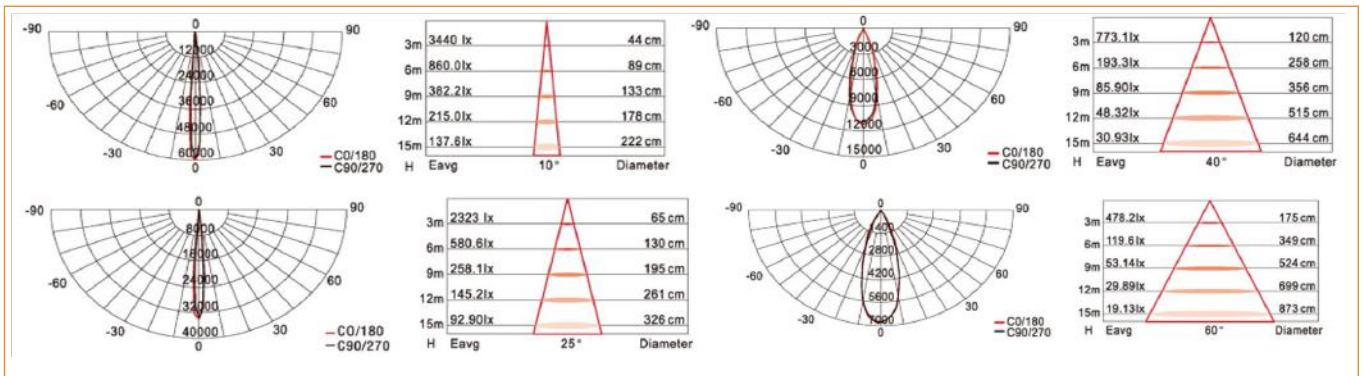 0
-90 90
12000
24000
-60 36000 60
48000
-30 60000 30
0
C0/180
C90/270
3m 3440 lx 44 cm
6m 860.0lx 89 cm
9m 382.2lx 133 cm
12m 215.0lx 178 cm
15m 137.6lx 222 cm
H Eavg 10° Diameter
0
-90 90
3000
6000
-60 9000 60
12000
-30 15000 30
0
C0/180
C90/270
3m 773.1lx 120 cm
6m 193.3lx 258 cm
9m 85.90lx 356 cm
12m 48.32lx 515 cm
15m 30.93lx 644 cm
H Eavg 40° Diameter
0
-90 90
8000
16000
-60 24000 60
32000
-30 40000 30
0
C0/180
C90/270
3m 2323 lx 65 cm
6m 580.6lx 130 cm
9m 258.1lx 195 cm
12m 145.2lx 261 cm
15m 92.90lx 326 cm
H Eavg 25° Diameter
0
-90 90
1400
2800
-60 4200 60
5600
-30 7000 30
0
C0/180
C90/270
3m 478.2lx 175 cm
6m 119.6lx 349 cm
9m 53.14lx 524 cm
12m 29.89lx 699 cm
15m 19.13lx 873 cm
H Eavg 60° Diameter